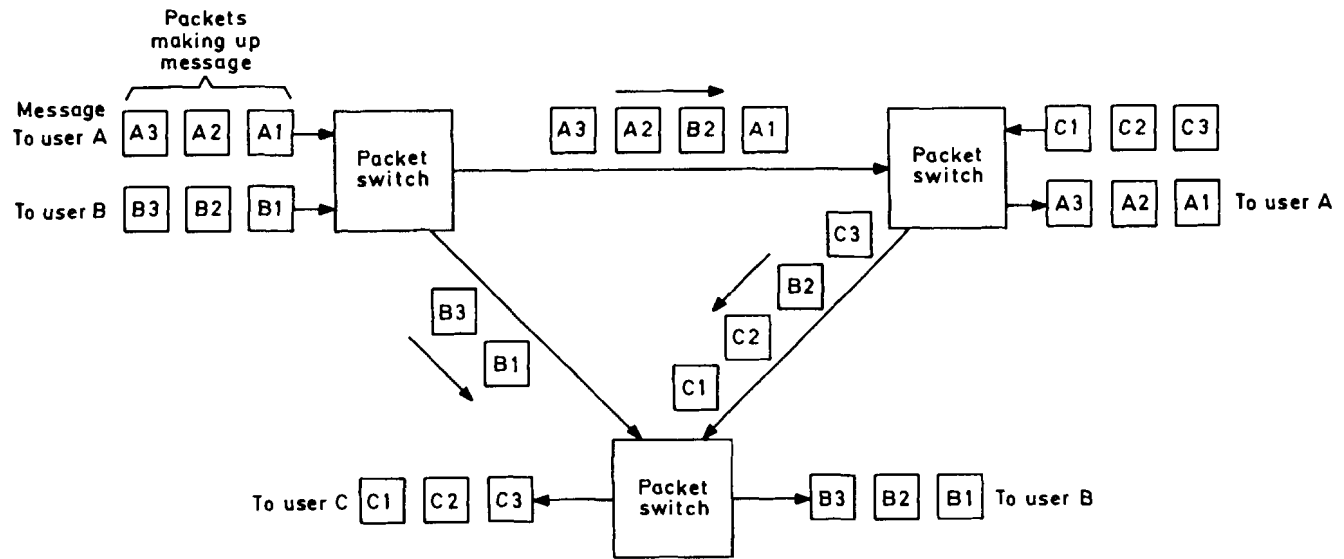 Packets
making up
message
Message
To user A
A3 A2 A1
To user B
B3 B2 B1
Packet
switch
A3 A2 B2 A1
Packet
switch
C1 C2 C3
A3 A2 A1 To user A
B3
B1
C3
B2
C2
C1
To user C C1 C2 C3
Packet
switch
B3 B2 B1 To user B